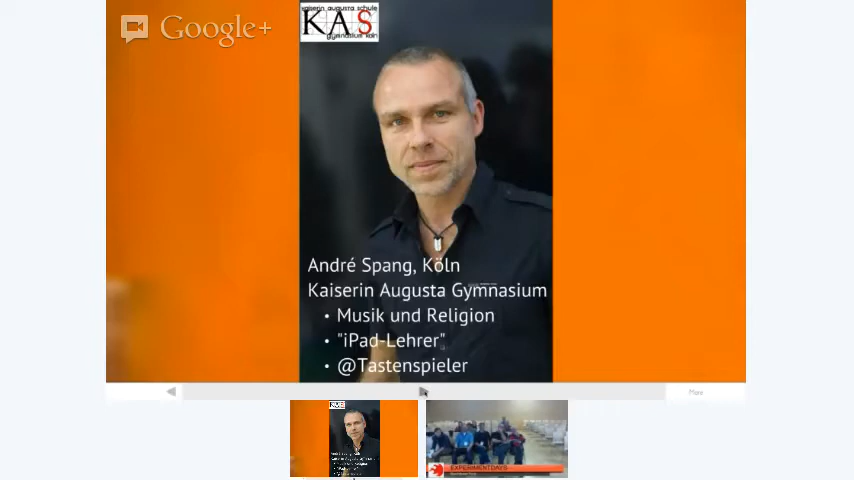 Google+
kaiserin augusta schule
KAS
gymnasium köln
André Spang, Köln
Kaiserin Augusta Gymnasium
• Musik und Religion
• "iPad-Lehrer"
• @Tastenspieler
More
EXPERIMENTDAYS